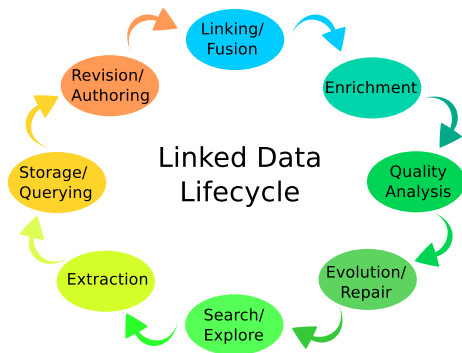 Linked Data
Lifecycle
Linking/
Fusion
Enrichment
Quality
Analysis
Evolution/
Repair
Search/
Explore
Extraction
Storage/
Querying
Revision/
Authoring